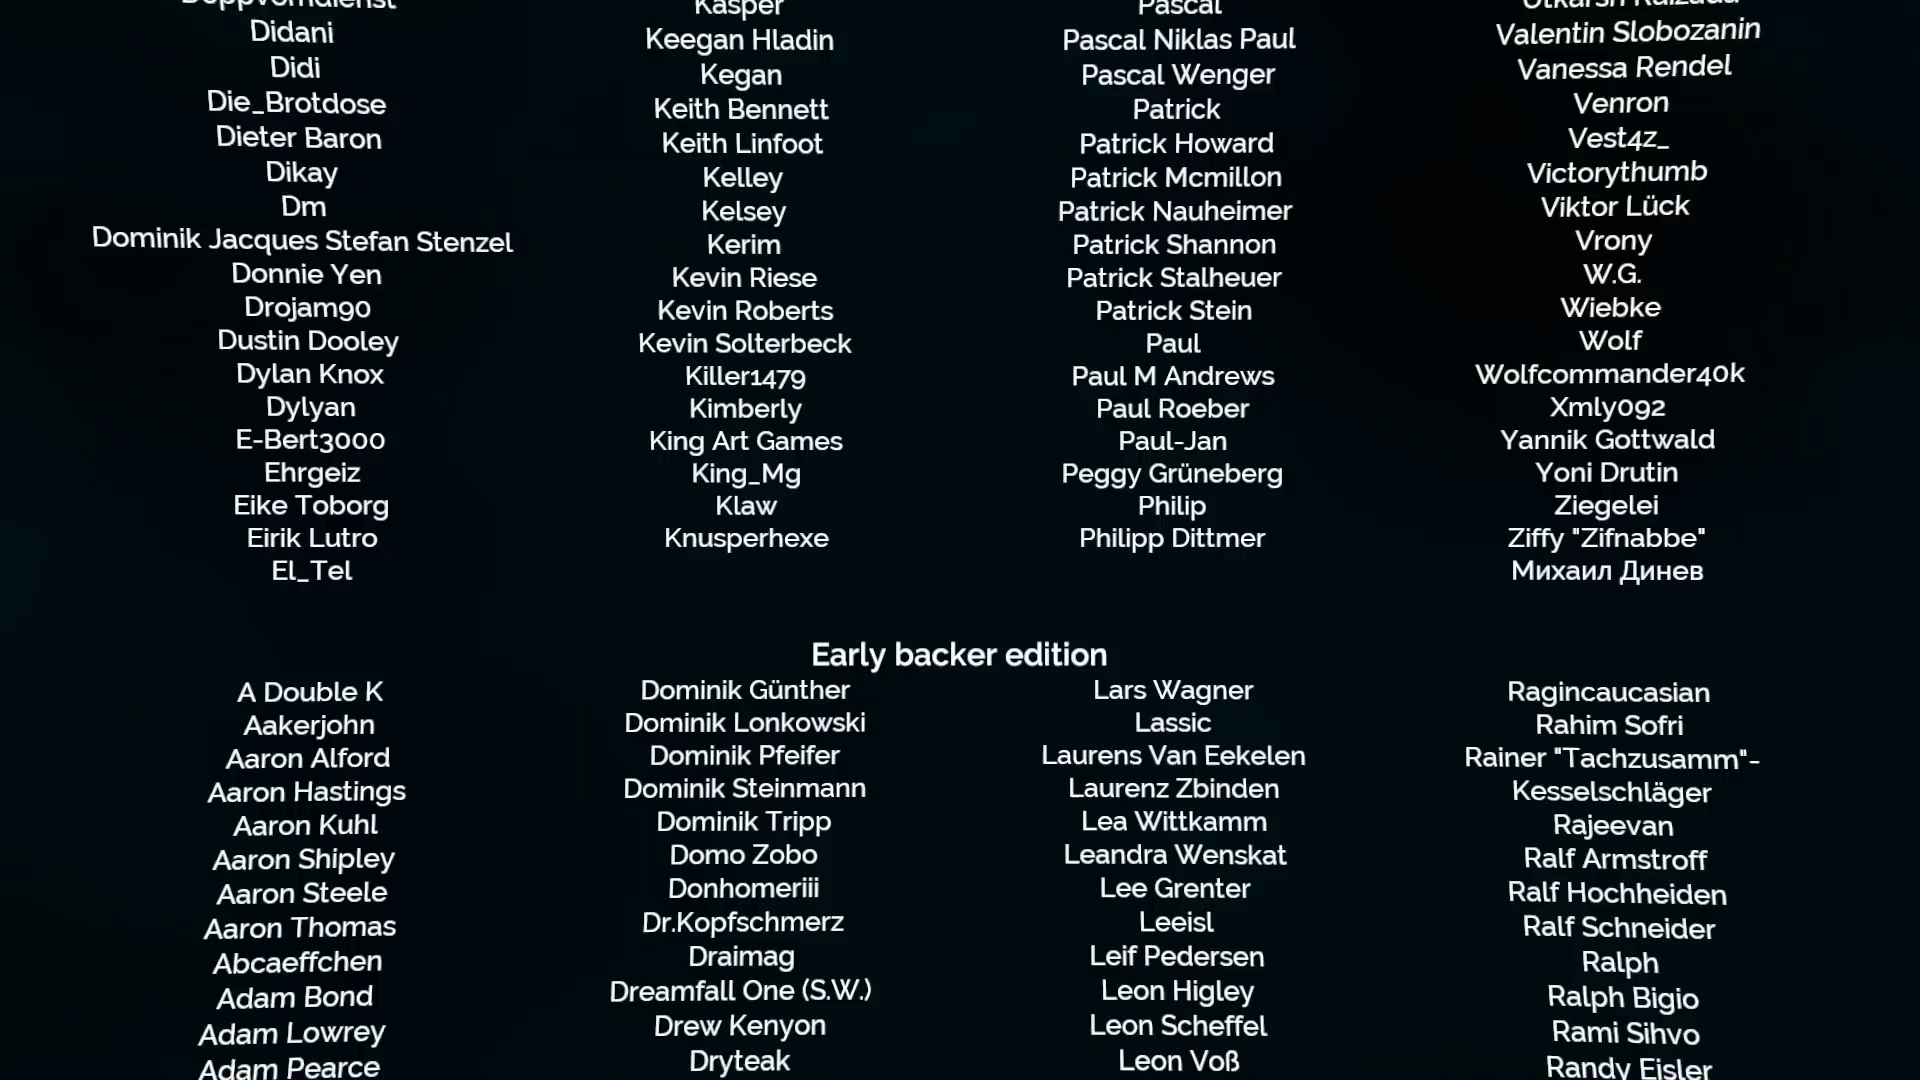 Doppvomdienst
Didani
Didi
Die_Brotdose
Dieter Baron
Dikay
Dm
Dominik Jacques Stefan Stenzel
Donnie Yen
Drojam90
Dustin Dooley
Dylan Knox
Dylyan
E-Bert3000
Ehrgeiz
Eike Toborg
Eirik Lutro
El_Tel
Kasper
Keegan Hladin
Kegan
Keith Bennett
Keith Linfoot
Kelley
Kelsey
Kerim
Kevin Riese
Kevin Roberts
Kevin Solterbeck
Killer1479
Kimberly
King Art Games
King_Mg
Klaw
Knusperhexe
Pascal
Pascal Niklas Paul
Pascal Wenger
Patrick
Patrick Howard
Patrick Mcmillon
Patrick Nauheimer
Patrick Shannon
Patrick Stalheuer
Patrick Stein
Paul
Paul M Andrews
Paul Roeber
Paul-Jan
Peggy Grüneberg
Philip
Philipp Dittmer
Utkarsh Raizada
Valentin Slobozanin
Vanessa Rendel
Venron
Vest4z_
Victorythumb
Viktor Lück
Vrony
W.G.
Wiebke
Wolf
Wolfcommander40k
Xmly092
Yannik Gottwald
Yoni Drutin
Ziegelei
Ziffy "Zifnabbe"
Михаил Динев
Early backer edition
A Double K
Aakerjohn
Aaron Alford
Aaron Hastings
Aaron Kuhl
Aaron Shipley
Aaron Steele
Aaron Thomas
Abcaeffchen
Adam Bond
Adam Lowrey
Adam Pearce
Dominik Günther
Dominik Lonkowski
Dominik Pfeifer
Dominik Steinmann
Dominik Tripp
Domo Zobo
Donhomeriii
Dr.Kopfschmerz
Draimag
Dreamfall One (S.W.)
Drew Kenyon
Dryteak
Lars Wagner
Lassic
Laurens Van Eekelen
Laurenz Zbinden
Lea Wittkamm
Leandra Wenskat
Lee Grenter
Leeisl
Leif Pedersen
Leon Higley
Leon Scheffel
Leon Voß
Ragincaucasian
Rahim Sofri
Rainer "Tachzusamm"-
Kesselschläger
Rajeevan
Ralf Armstroff
Ralf Hochheiden
Ralf Schneider
Ralph
Ralph Bigio
Rami Sihvo
Randy Eisler